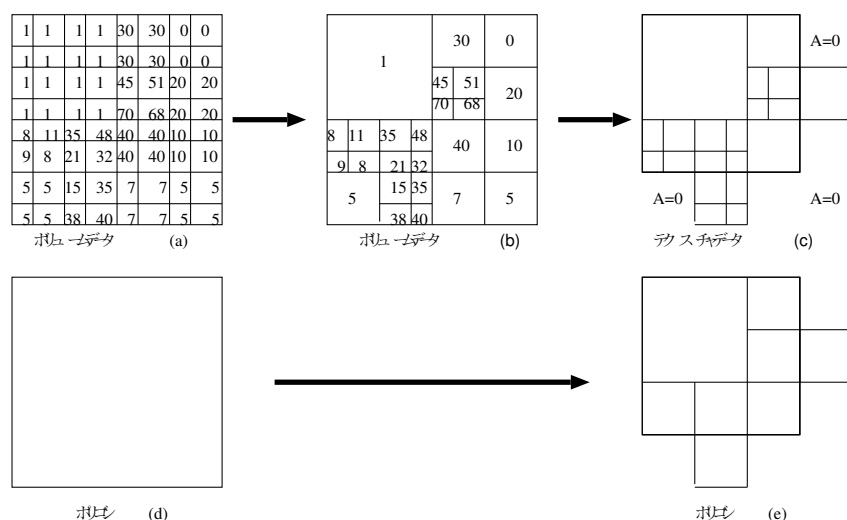 1 1 1 1 30 30 0 0
1 1 1 1 30 30 0 0
1 1 1 1 45 51 20 20
1 1 1 1 70 68 20 20
8 11 35 48 40 40 10 10
9 8 21 32 40 40 10 10
5 5 15 35 7 7 5 5
5 5 38 40 7 7 5 5
ボリュームデータ (a)
1 30 0
45 51
70 68 20
8 11 35 48
9 8 21 32
40 10
5 15 35
38 40
7 5
ボリュームデータ (b)
A=0
A=0 A=0
テクスチャデータ (c)
ポリゴン (d)
ポリゴン (e)